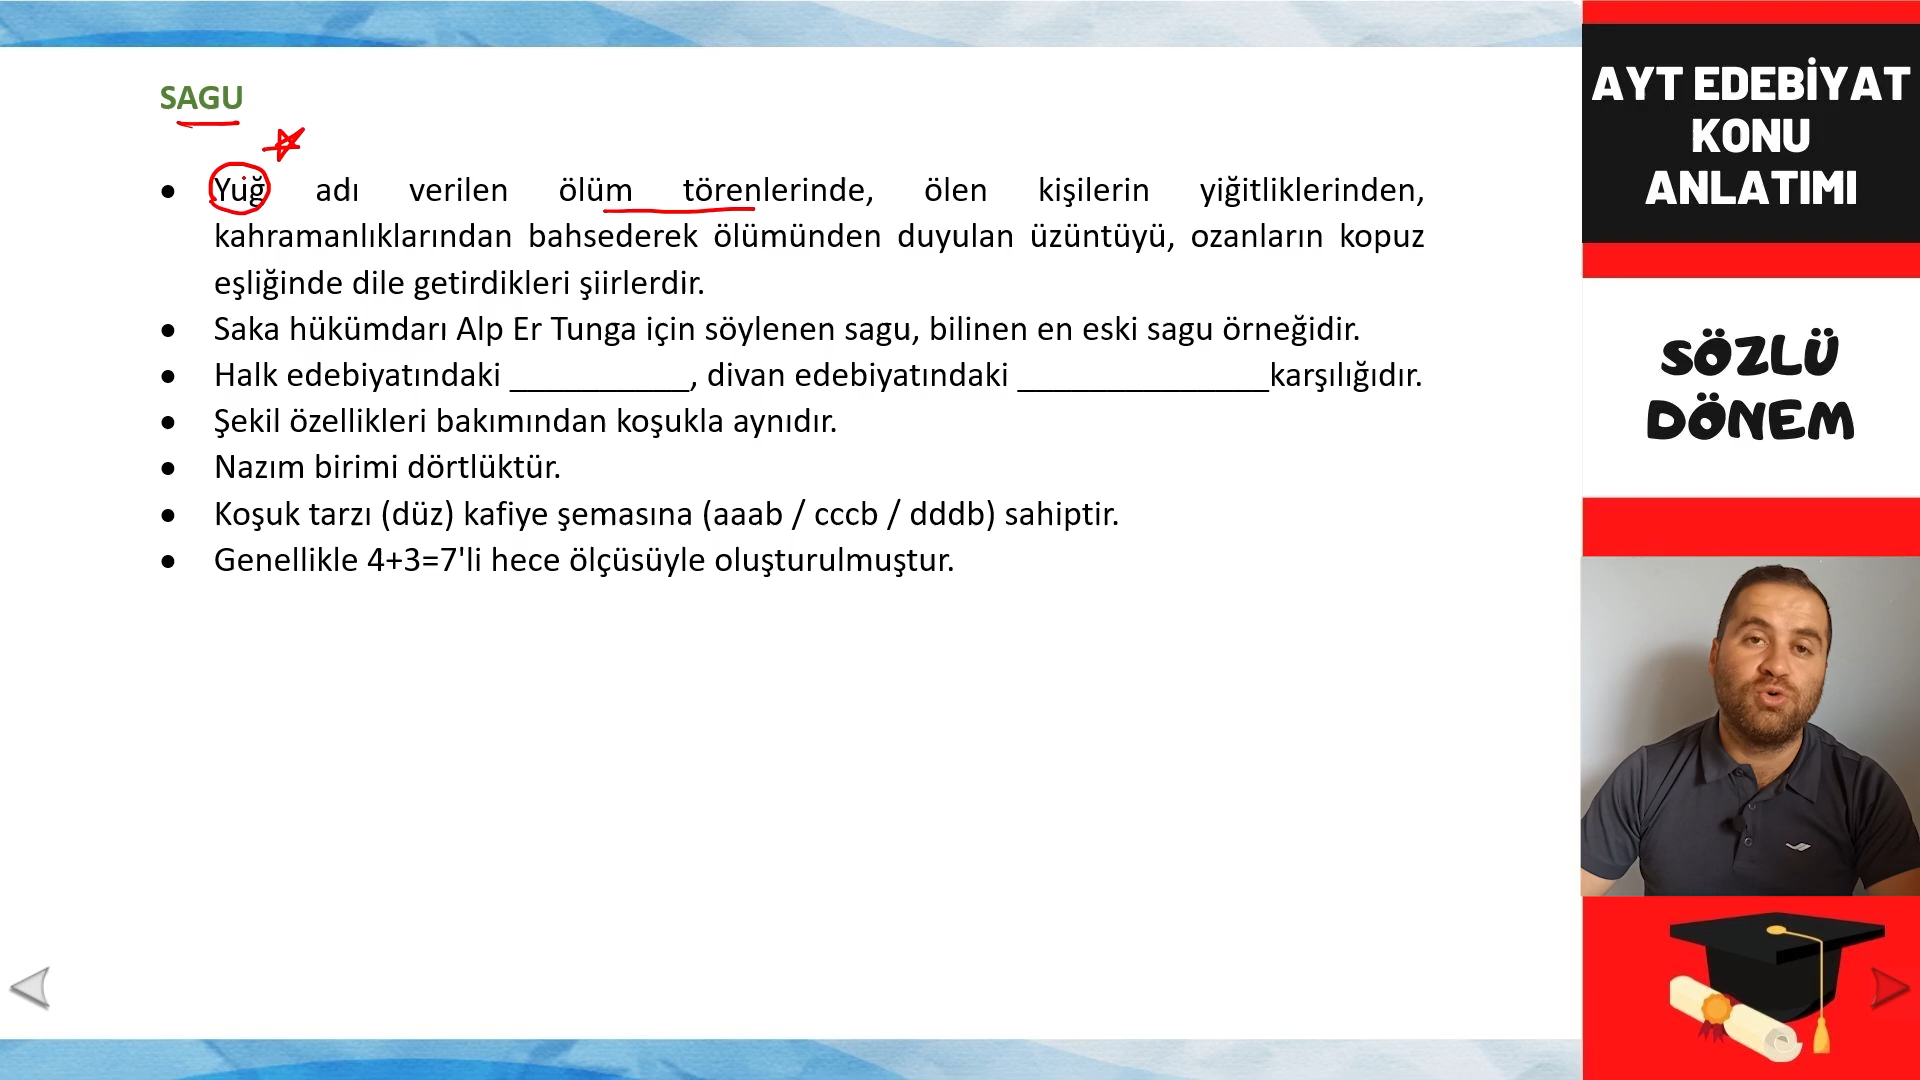 SAGU
• Yuğ adı verilen ölüm törenlerinde, ölen kişilerin yiğitliklerinden,
kahramanlıklarından bahsederek ölümünden duyulan üzüntüyü, ozanların kopuz
eşliğinde dile getirdikleri şiirlerdir.
• Saka hükümdarı Alp Er Tunga için söylenen sagu, bilinen en eski sagu örneğidir.
• Halk edebiyatındaki __________, divan edebiyatındaki ______________karşılığıdır.
• Şekil özellikleri bakımından koşukla aynıdır.
• Nazım birimi dörtlüktür.
• Koşuk tarzı (düz) kafiye şemasına (aaab / cccb / dddb) sahiptir.
• Genellikle 4+3=7'li hece ölçüsüyle oluşturulmuştur.
AYT EDEBİYAT
KONU
ANLATIMI
SÖZLÜ
DÖNEM